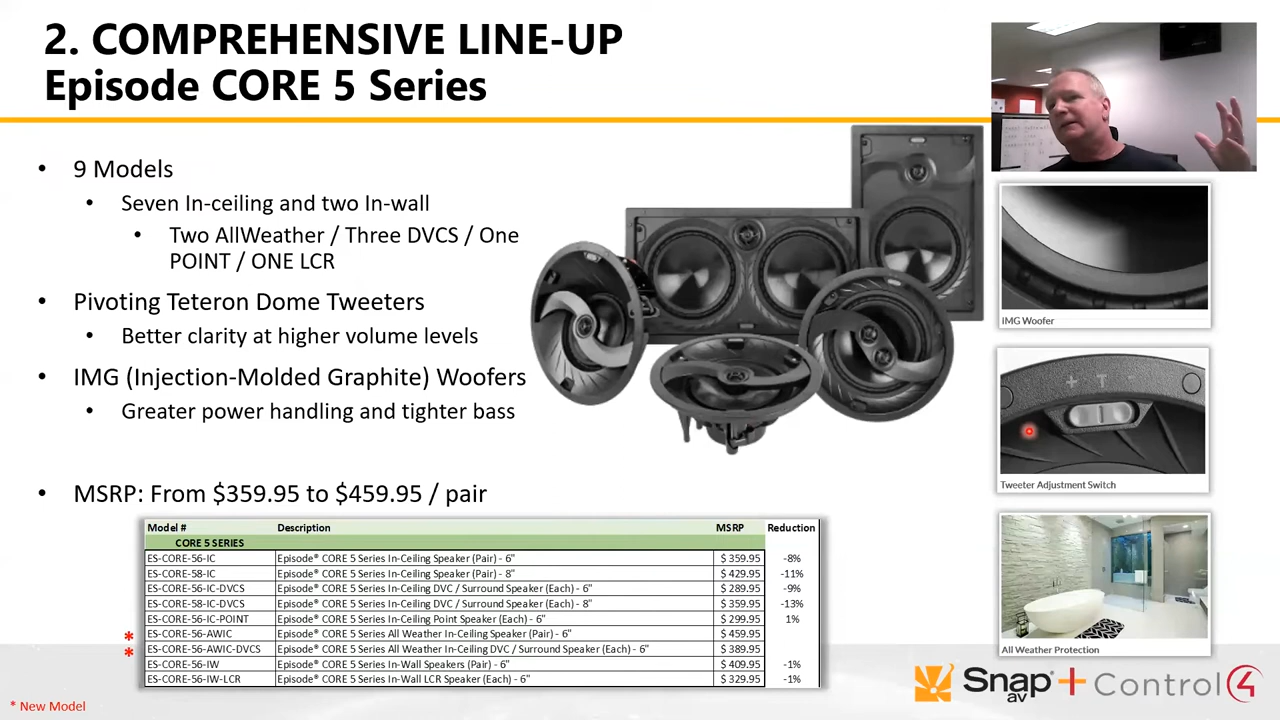 2. COMPREHENSIVE LINE-UP
Episode CORE 5 Series
• 9 Models
• Seven In-ceiling and two In-wall
• Two AllWeather / Three DVCS / One
POINT / ONE LCR
• Pivoting Teteron Dome Tweeters
• Better clarity at higher volume levels
• IMG (Injection-Molded Graphite) Woofers
• Greater power handling and tighter bass
• MSRP: From $359.95 to $459.95 / pair
Model # Description MSRP Reduction
CORE 5 SERIES
ES-CORE-56-IC Episode® CORE 5 Series In-Ceiling Speaker (Pair) - 6" $ 359.95 -8%
ES-CORE-58-IC Episode® CORE 5 Series In-Ceiling Speaker (Pair) - 8" $ 429.95 -11%
ES-CORE-56-IC-DVCS Episode® CORE 5 Series In-Ceiling DVC / Surround Speaker (Each) - 6" $ 289.95 -9%
ES-CORE-58-IC-DVCS Episode® CORE 5 Series In-Ceiling DVC / Surround Speaker (Each) - 8" $ 359.95 -13%
ES-CORE-56-IC-POINT Episode® CORE 5 Series In-Ceiling Point Speaker (Each) - 6" $ 299.95 1%
* ES-CORE-56-AWIC Episode® CORE 5 Series All Weather In-Ceiling Speaker (Pair) - 6" $ 459.95
* ES-CORE-56-AWIC-DVCS Episode® CORE 5 Series All Weather In-Ceiling DVC / Surround Speaker (Each) - 6" $ 389.95
ES-CORE-56-IW Episode® CORE 5 Series In-Wall Speakers (Pair) - 6" $ 409.95 -1%
ES-CORE-56-IW-LCR Episode® CORE 5 Series In-Wall LCR Speaker (Each) - 6" $ 329.95 -1%
* New Model
IMG Woofer
+ T -
Tweeter Adjustment Switch
All Weather Protection
Snap av + Control4